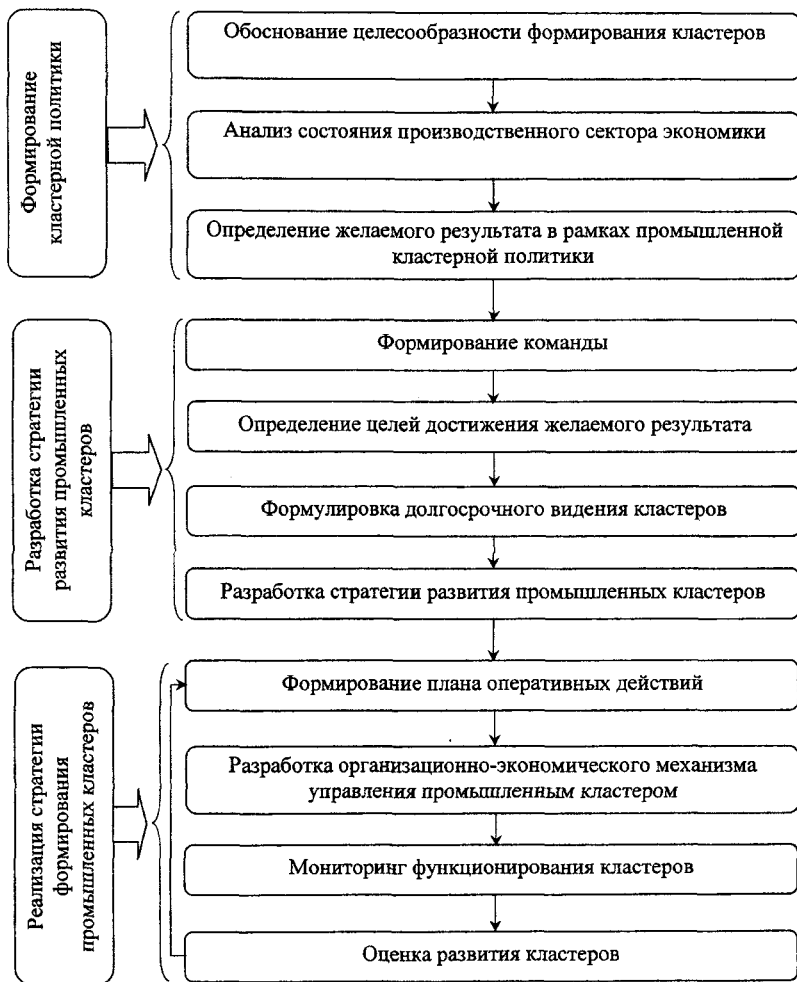 Формирование
кластерной политики
Обоснование целесообразности формирования кластеров
Анализ состояния производственного сектора экономики
Определение желаемого результата в рамках промышленной
кластерной политики
Разработка стратегии
развития промышленных
кластеров
Формирование команды
Определение целей достижения желаемого результата
Формулировка долгосрочного видения кластеров
Разработка стратегии развития промышленных кластеров
Реализация стратегии
формирования
промышленных кластеров
Формирование плана оперативных действий
Разработка организационно-экономического механизма
управления промышленным кластером
Мониторинг функционирования кластеров
Оценка развития кластеров